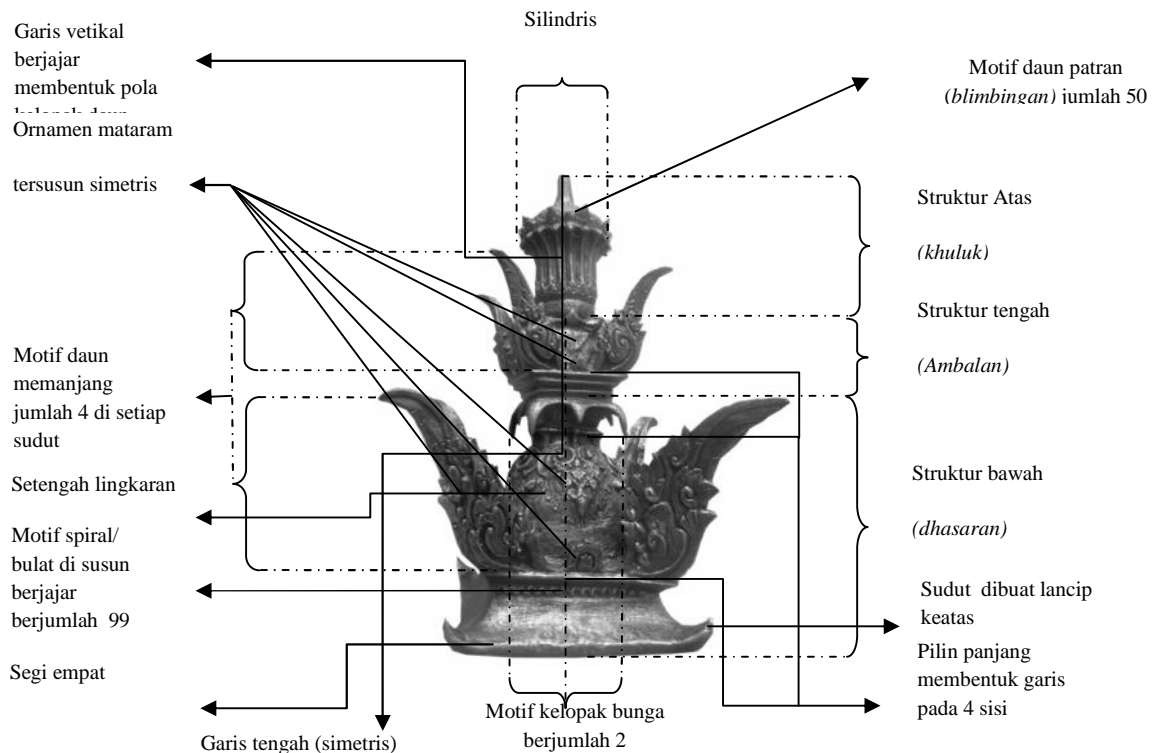 Silindris
Garis vetikal
berjajar
membentuk pola
Ornamen mataram
tersusun simetris
Motif daun patran
(blimbingan) jumlah 50
Struktur Atas
(khuluk)
Struktur tengah
(Ambalan)
Motif daun
memanjang
jumlah 4 di setiap
sudut
Setengah lingkaran
Motif spiral/
bulat di susun
berjajar
berjumlah 99
Segi empat
Struktur bawah
(dhasaran)
Sudut dibuat lancip
keatas
Pilin panjang
membentuk garis
pada 4 sisi
Motif kelopak bunga
berjumlah 2
Garis tengah (simetris)